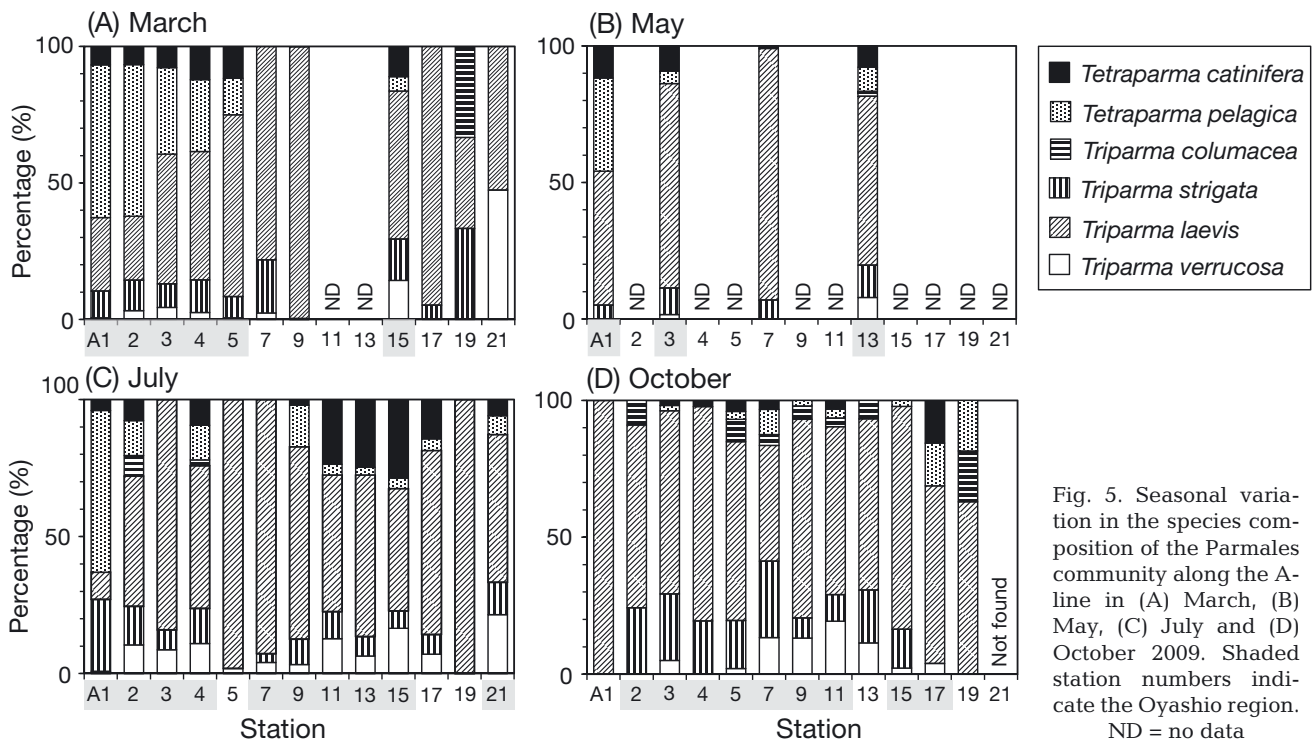 (A) March
100
50
0
Percentage (%)
ND
ND
A1 2 3 4 5 7 9 11 13 15 17 19 21
(B) May
100
50
0
ND
ND
ND
ND
ND
ND
ND
ND
ND
A1 2 3 4 5 7 9 11 13 15 17 19 21
Tetraparma catinifera
Tetraparma pelagica
Triparma columacea
Triparma strigata
Triparma laevis
Triparma verrucosa
(C) July
100
50
0
Percentage (%)
A1 2 3 4 5 7 9 11 13 15 17 19 21
Station
(D) October
100
50
0
Not found
A1 2 3 4 5 7 9 11 13 15 17 19 21
Station
Fig. 5. Seasonal varia-
tion in the species com-
position of the Parmales
community along the A-
line in (A) March, (B)
May, (C) July and (D)
October 2009. Shaded
station numbers indi-
cate the Oyashio region.
ND = no data